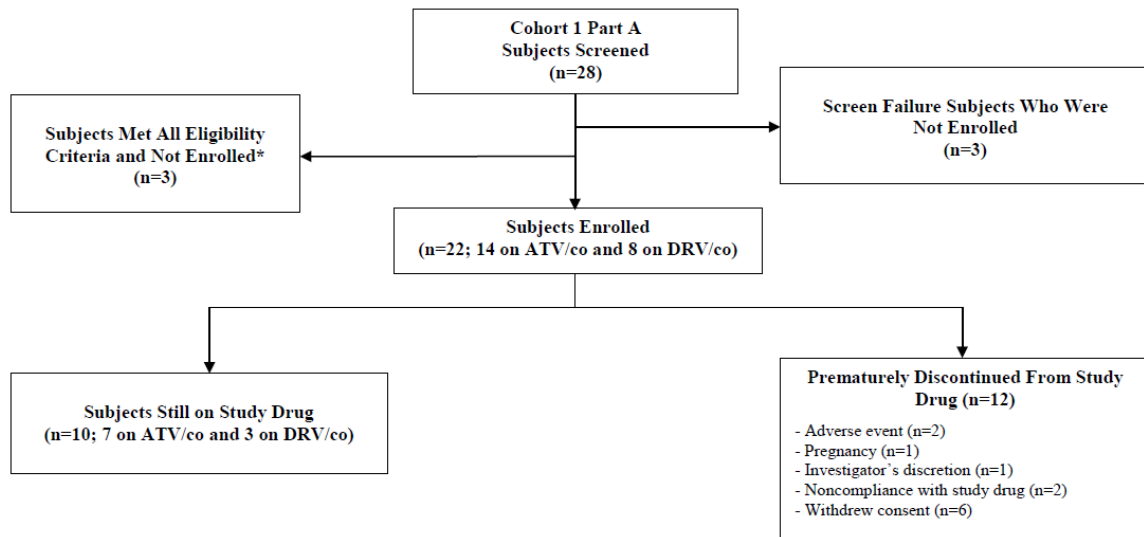 Cohort 1 Part A
Subjects Screened
(n=28)
Subjects Met All Eligibility
Criteria and Not Enrolled*
(n=3)
Screen Failure Subjects Who Were
Not Enrolled
(n=3)
Subjects Enrolled
(n=22; 14 on ATV/co and 8 on DRV/co)
Subjects Still on Study Drug
(n=10; 7 on ATV/co and 3 on DRV/co)
Prematurely Discontinued From Study
Drug (n=12)
- Adverse event (n=2)
- Pregnancy (n=1)
- Investigator’s discretion (n=1)
- Noncompliance with study drug (n=2)
- Withdrew consent (n=6)